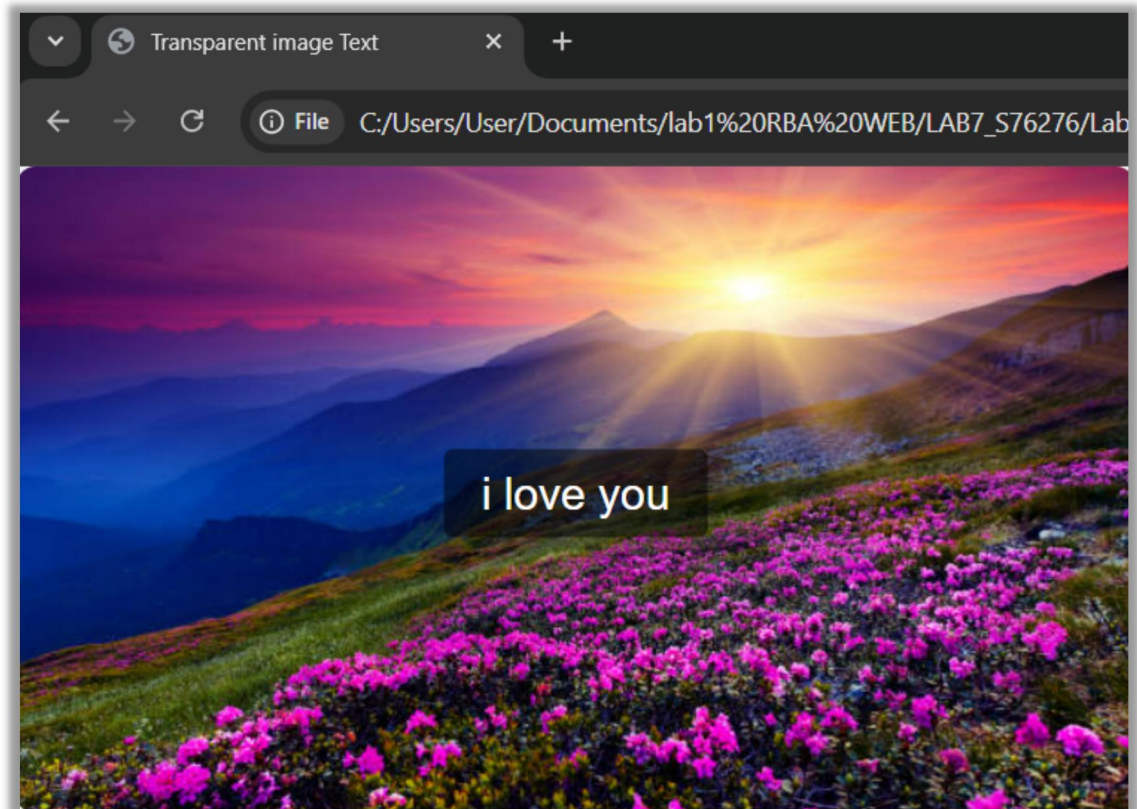 Transparent image Text
File C:/Users/User/Documents/lab1%20RBA%20WEB/LAB7_S76276/Lab
i love you